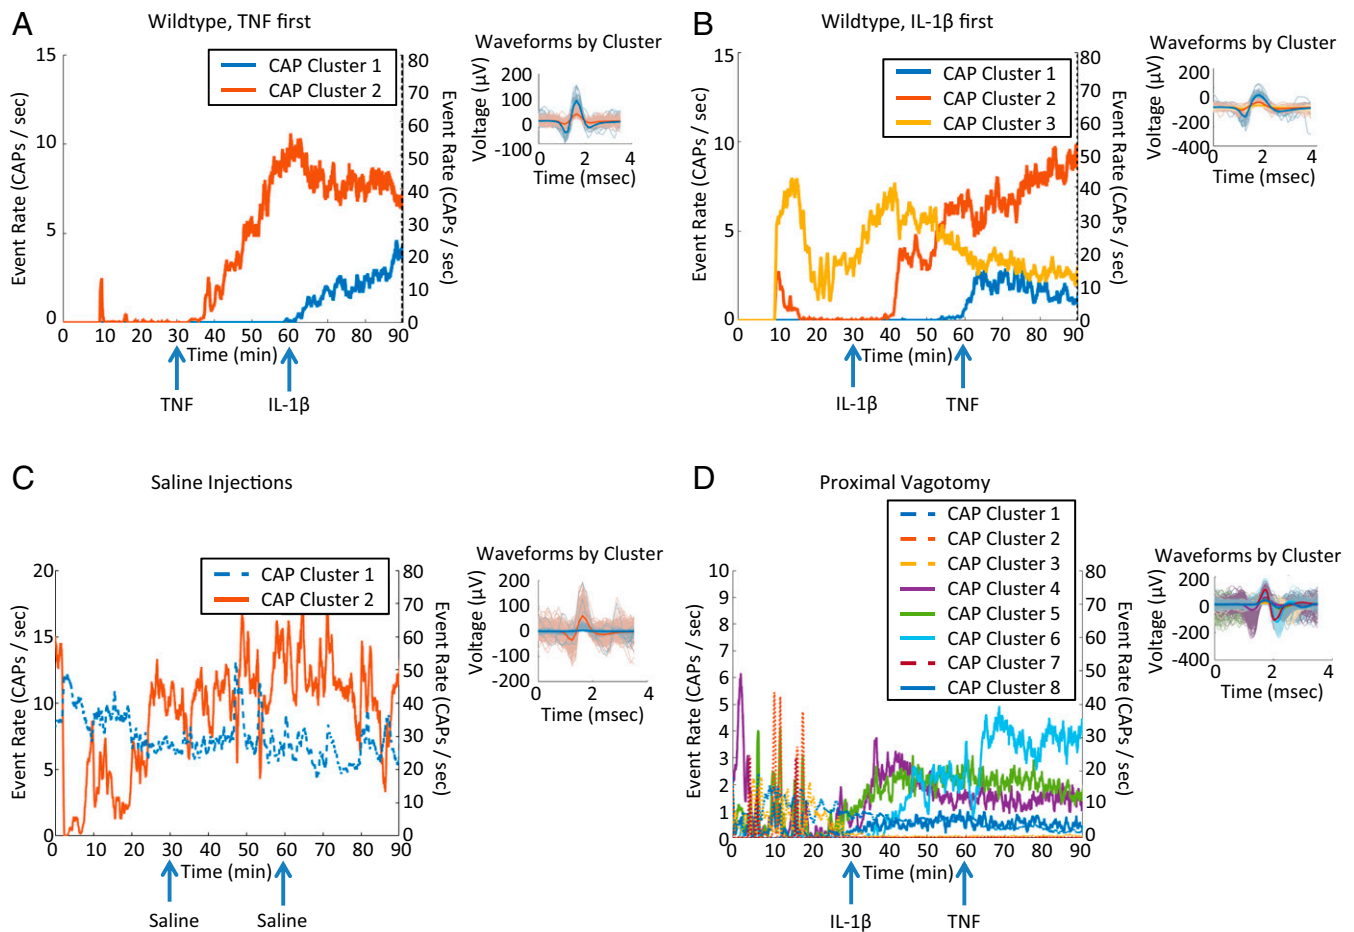 A
Wildtype, TNF first
15
10
5
0
Event Rate (CAPs / sec)
CAP Cluster 1
CAP Cluster 2
80
70
60
50
40
30
20
10
0
Event Rate (CAPs / sec)
0 10 20 30 40 50 60 70 80 90
Time (min)
TNF
IL-1β
Waveforms by Cluster
Voltage (μV)
200
100
0
-100
0 2 4
Time (msec)
B
Wildtype, IL-1β first
15
10
5
0
Event Rate (CAPs / sec)
CAP Cluster 1
CAP Cluster 2
CAP Cluster 3
80
70
60
50
40
30
20
10
0
Event Rate (CAPs / sec)
0 10 20 30 40 50 60 70 80 90
Time (min)
IL-1β
TNF
Waveforms by Cluster
Voltage (μV)
200
0
-200
-400
0 2 4
Time (msec)
C
Saline Injections
20
15
10
5
0
Event Rate (CAPs / sec)
CAP Cluster 1
CAP Cluster 2
80
70
60
50
40
30
20
10
0
Event Rate (CAPs / sec)
0 10 20 30 40 50 60 70 80 90
Time (min)
Saline
Saline
Waveforms by Cluster
Voltage (μV)
200
100
0
-100
-200
0 2 4
Time (msec)
D
Proximal Vagotomy
CAP Cluster 1
CAP Cluster 2
CAP Cluster 3
CAP Cluster 4
CAP Cluster 5
CAP Cluster 6
CAP Cluster 7
CAP Cluster 8
10
9
8
7
6
5
4
3
2
1
0
Event Rate (CAPs / sec)
80
70
60
50
40
30
20
10
0
Event Rate (CAPs / sec)
0 10 20 30 40 50 60 70 80 90
Time (min)
IL-1β
TNF
Waveforms by Cluster
Voltage (μV)
200
0
-200
-400
0 2 4
Time (msec)